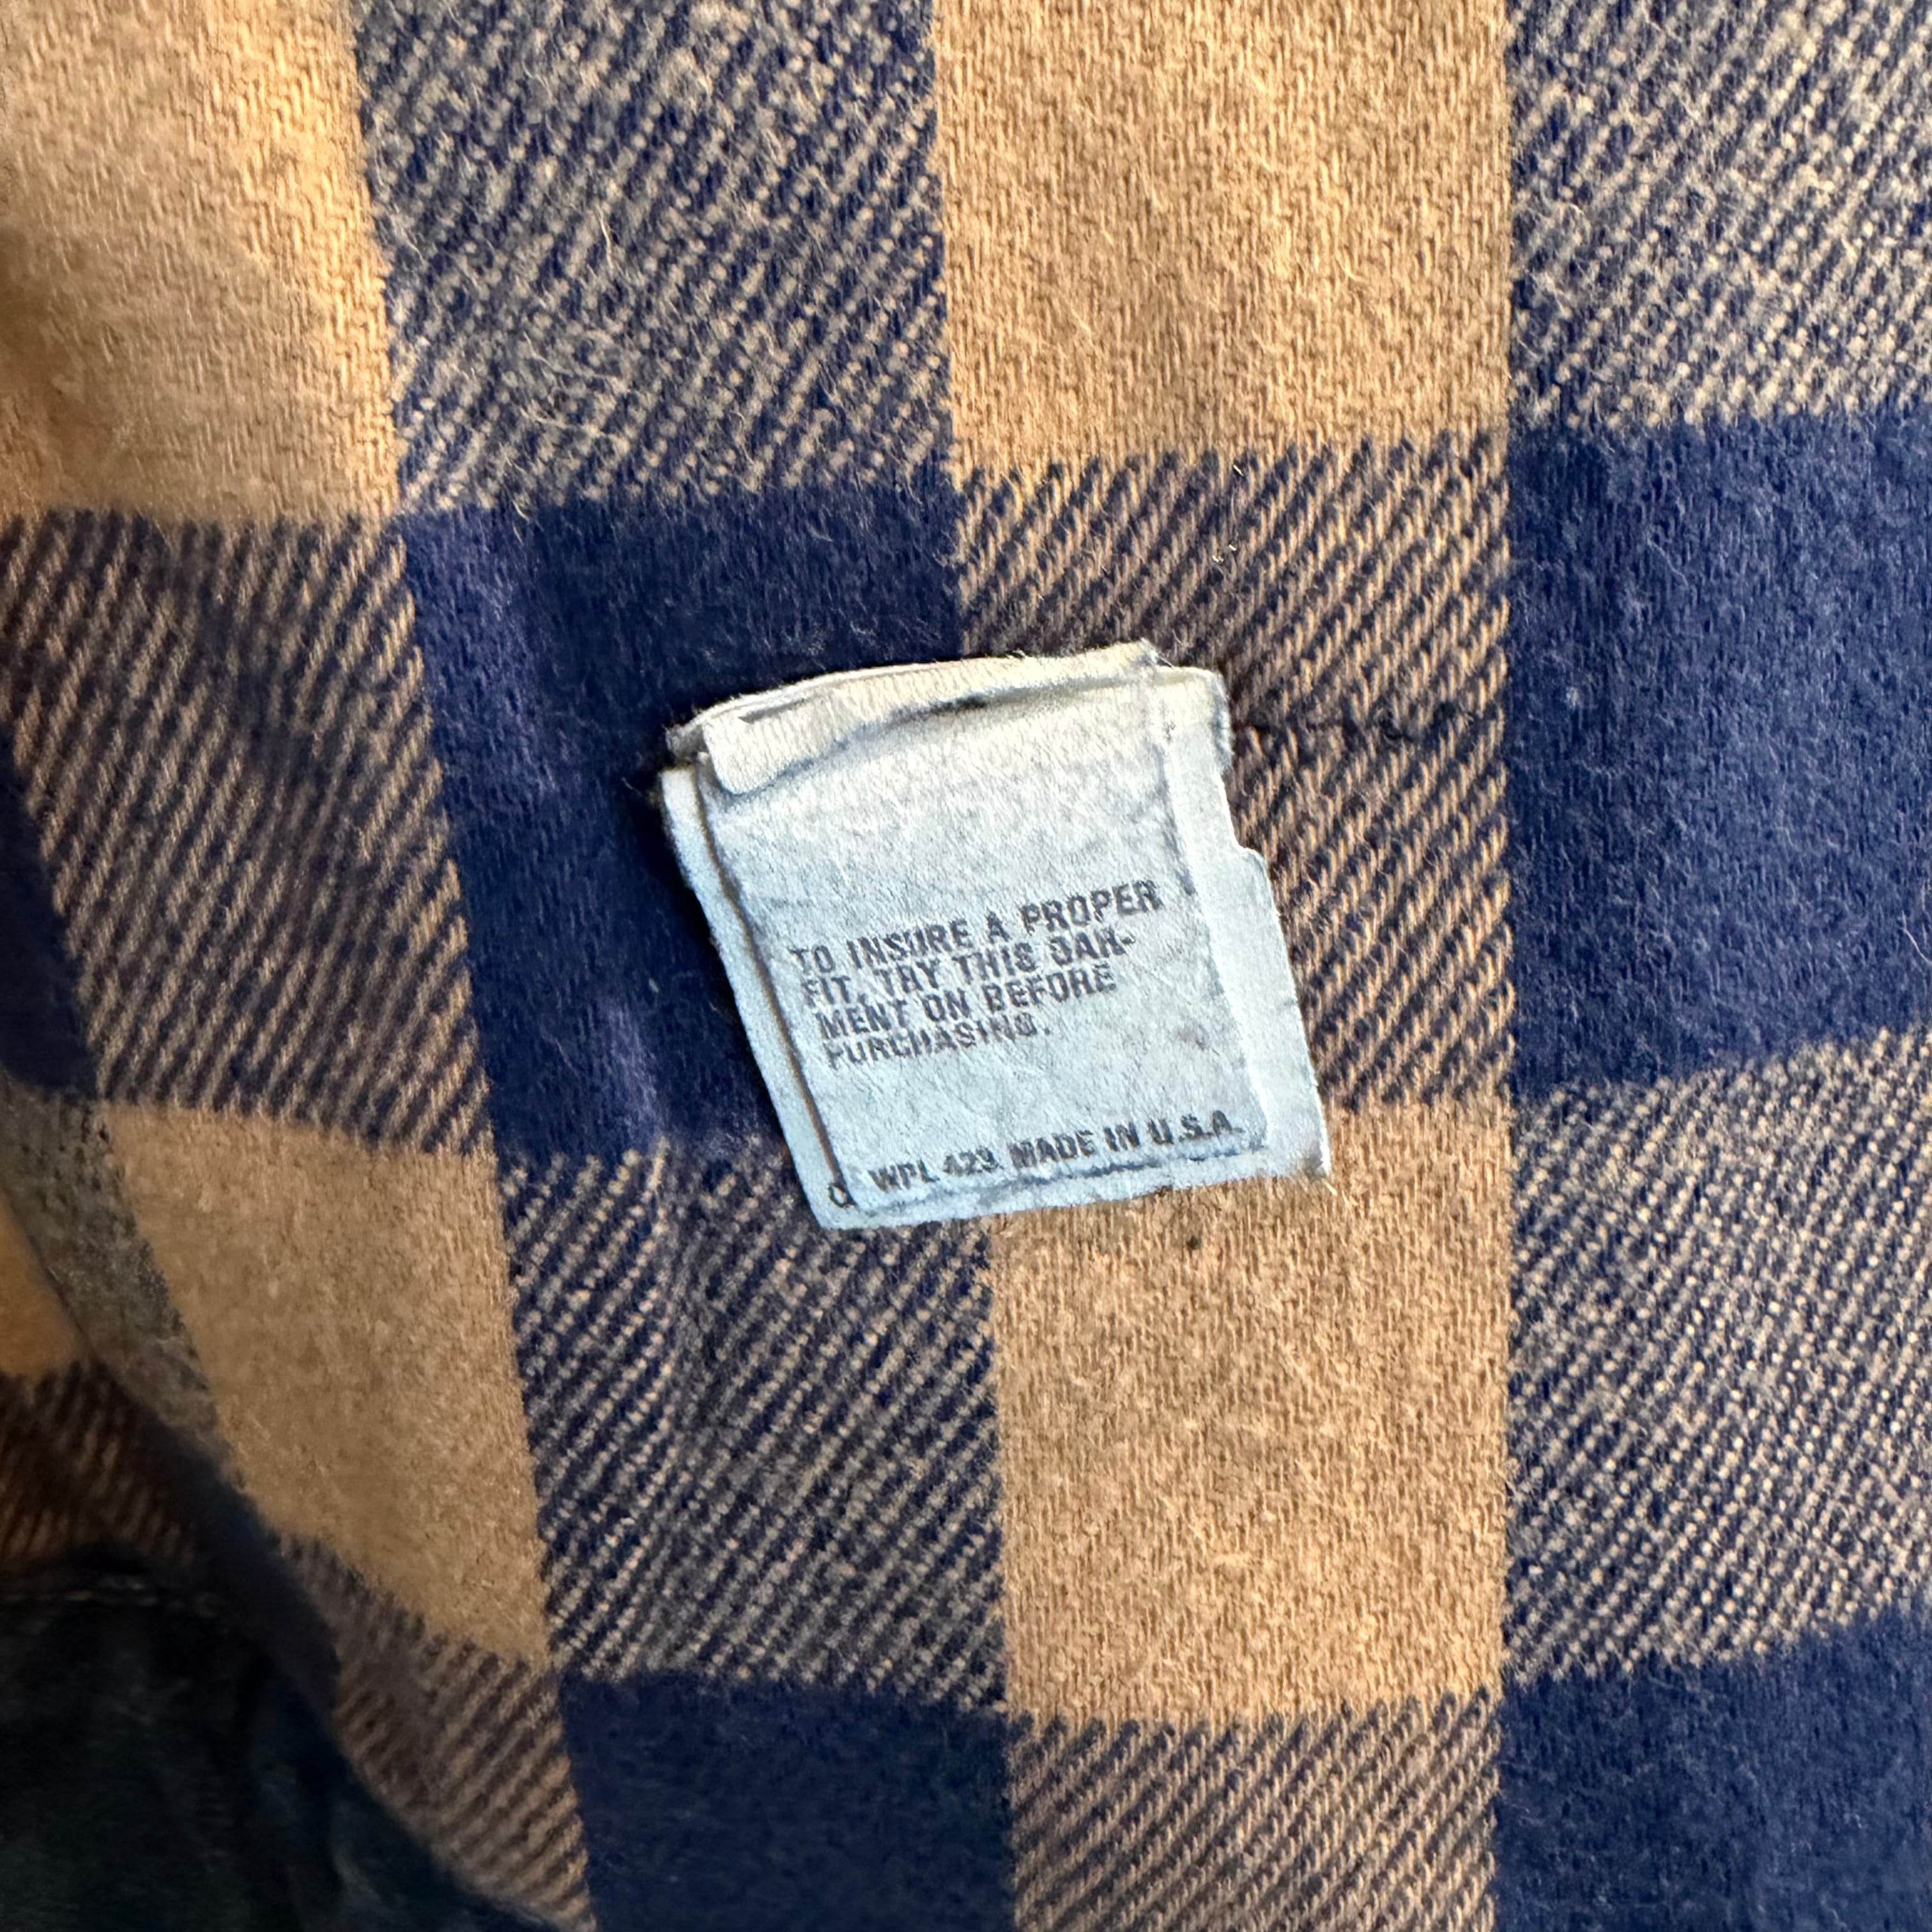 TO INSURE A PROPER
FIT, TRY THIS GAR-
MENT ON BEFORE
PURCHASING.
WPL 423 MADE IN U.S.A.